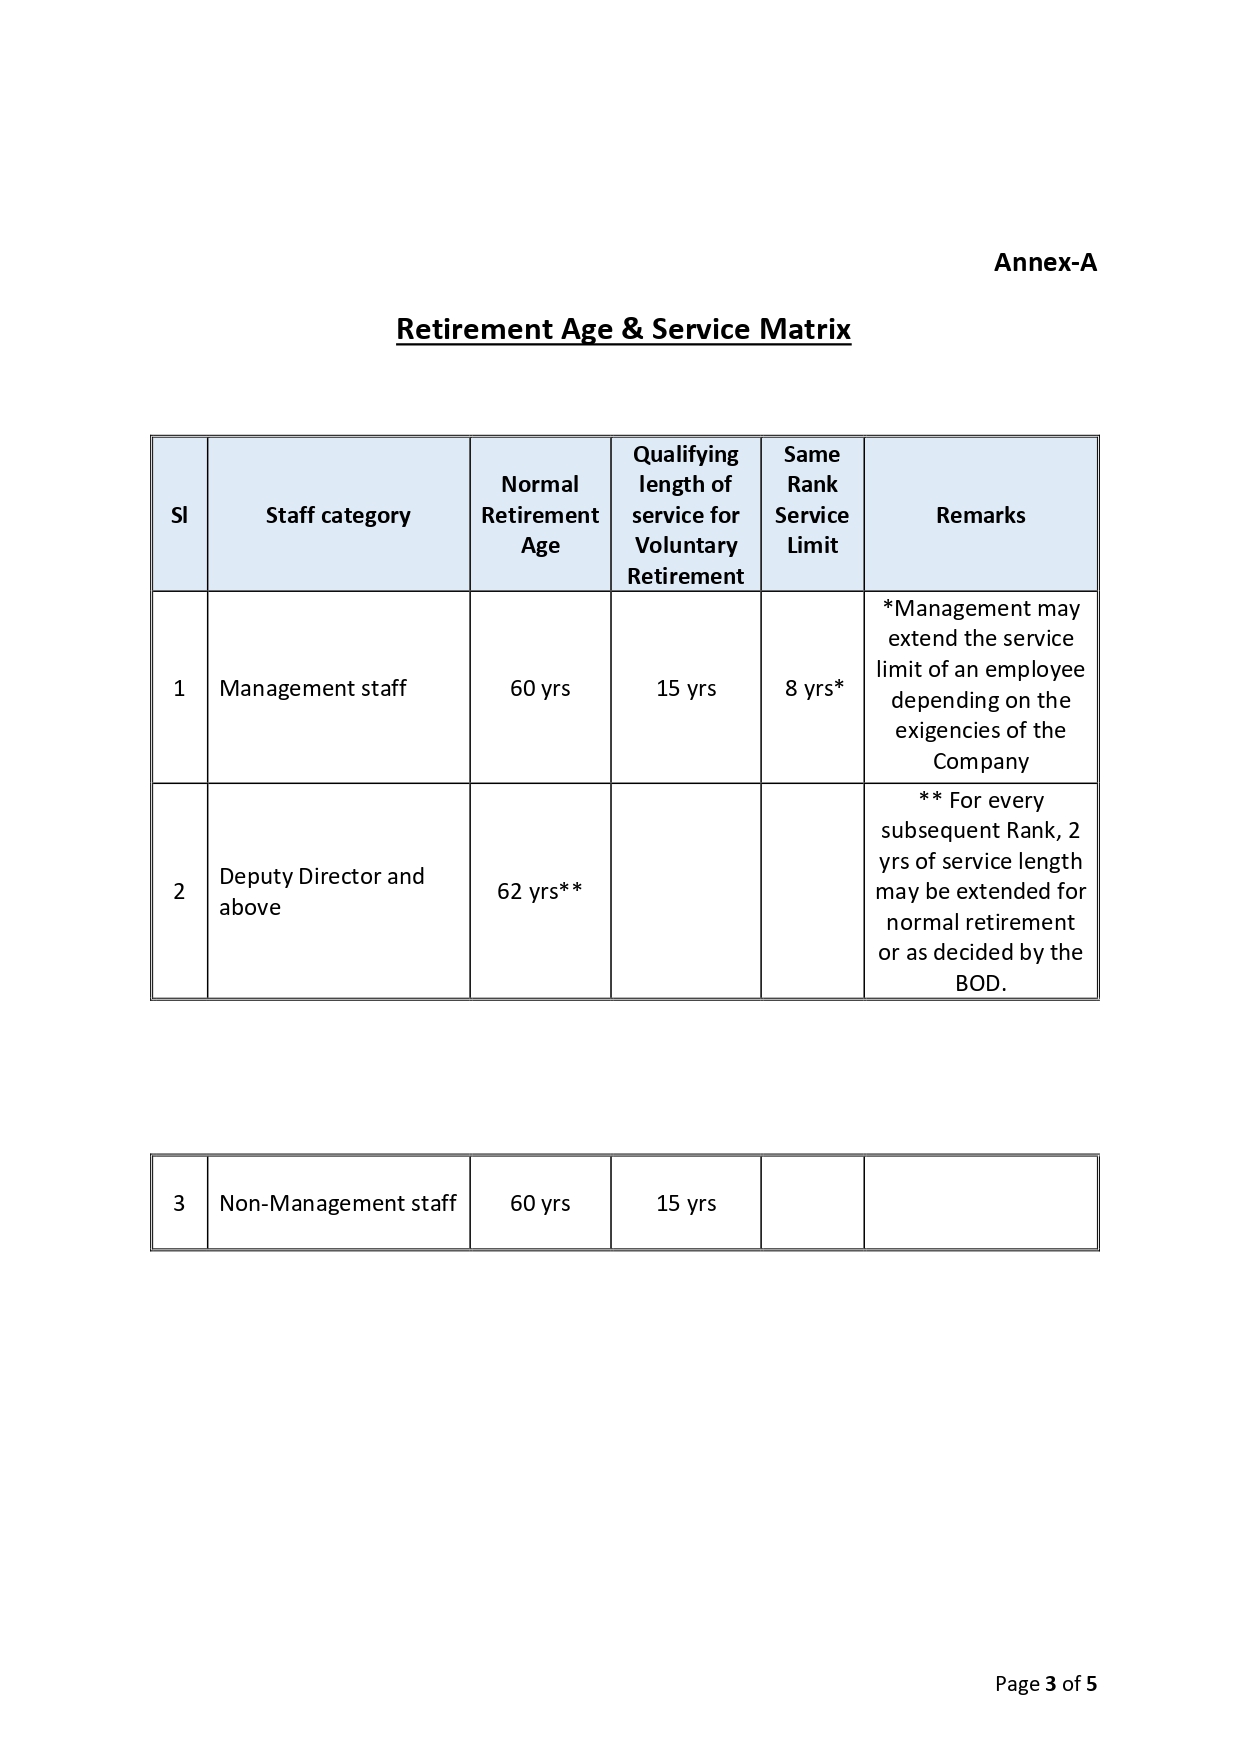 Annex-A
Retirement Age & Service Matrix
Sl
Staff category
Normal
Retirement
Age
Qualifying
length of
service for
Voluntary
Retirement
Same
Rank
Service
Limit
Remarks
1
Management staff
60 yrs
15 yrs
8 yrs*
*Management may
extend the service
limit of an employee
depending on the
exigencies of the
Company
2
Deputy Director and
above
62 yrs**
** For every
subsequent Rank, 2
yrs of service length
may be extended for
normal retirement
or as decided by the
BOD.
3
Non-Management staff
60 yrs
15 yrs
Page 3 of 5